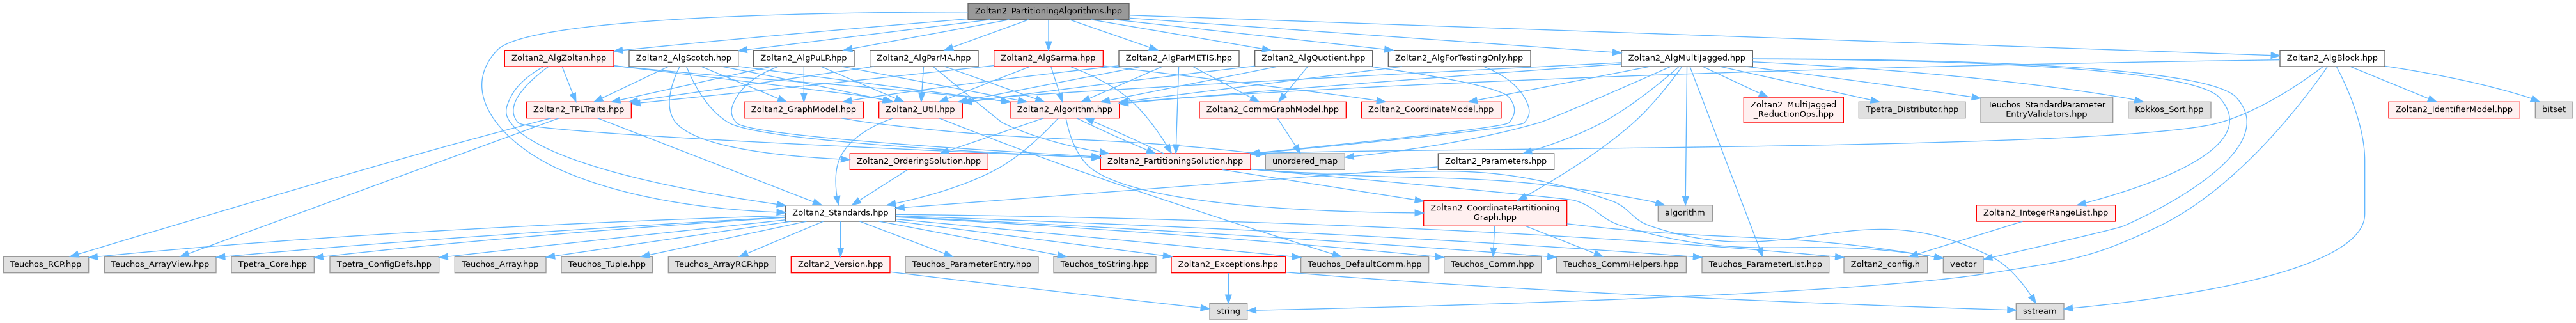 Zoltan2_PartitioningAlgorithms.hpp
Zoltan2_AlgZoltan.hpp
Zoltan2_AlgScotch.hpp
Zoltan2_AlgPuLP.hpp
Zoltan2_AlgParMA.hpp
Zoltan2_AlgSarma.hpp
Zoltan2_AlgParMETIS.hpp
Zoltan2_AlgQuotient.hpp
Zoltan2_AlgForTestingOnly.hpp
Zoltan2_AlgMultiJagged.hpp
Zoltan2_AlgBlock.hpp
Zoltan2_TPLTraits.hpp
Zoltan2_GraphModel.hpp
Zoltan2_Util.hpp
Zoltan2_Algorithm.hpp
Zoltan2_CommGraphModel.hpp
Zoltan2_CoordinateModel.hpp
Zoltan2_MultiJagged
_ReductionOps.hpp
Tpetra_Distributor.hpp
Teuchos_StandardParameter
EntryValidators.hpp
Kokkos_Sort.hpp
Zoltan2_IdentifierModel.hpp
bitset
Zoltan2_OrderingSolution.hpp
Zoltan2_PartitioningSolution.hpp
unordered_map
Zoltan2_Parameters.hpp
Zoltan2_Standards.hpp
Zoltan2_CoordinatePartitioning
Graph.hpp
algorithm
Zoltan2_IntegerRangeList.hpp
Teuchos_RCP.hpp
Teuchos_ArrayView.hpp
Tpetra_Core.hpp
Tpetra_ConfigDefs.hpp
Teuchos_Array.hpp
Teuchos_Tuple.hpp
Teuchos_ArrayRCP.hpp
Zoltan2_Version.hpp
Teuchos_ParameterEntry.hpp
Teuchos_toString.hpp
Zoltan2_Exceptions.hpp
Teuchos_DefaultComm.hpp
Teuchos_Comm.hpp
Teuchos_CommHelpers.hpp
Teuchos_ParameterList.hpp
Zoltan2_config.h
vector
string
sstream